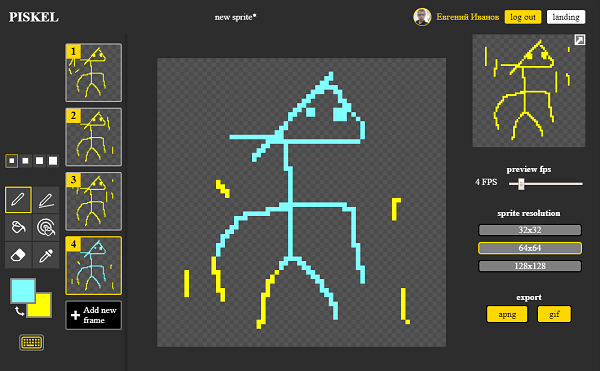 PISKEL
new sprite*
Евгений Иванов
log out
landing
1
2
3
4
Add new
frame
preview fps
4 FPS
sprite resolution
32x32
64x64
128x128
export
apng
gif